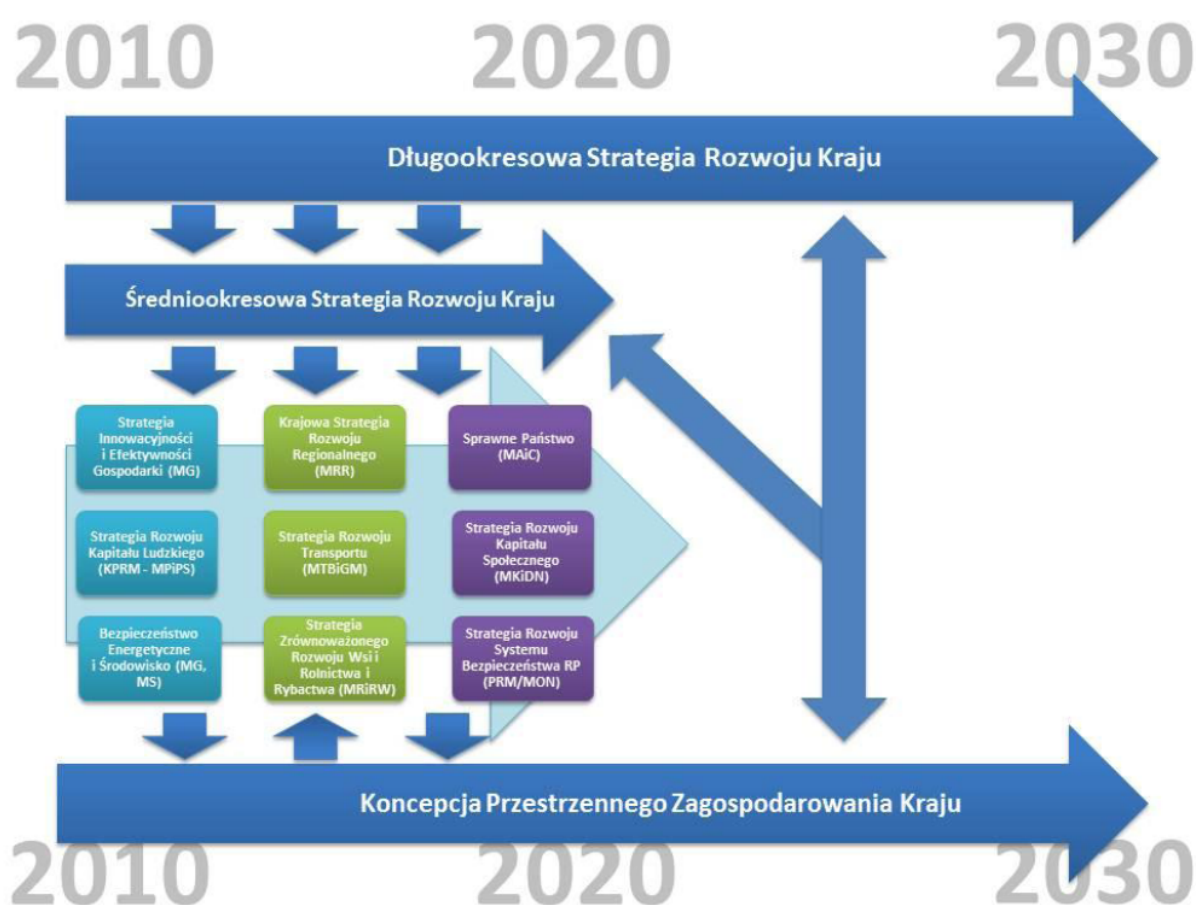 2010 2020 2030
Długookresowa Strategia Rozwoju Kraju
Średniookresowa Strategia Rozwoju Kraju
Strategia
Innowacyjności
i Efektywności
Gospodarki (MG)
Krajowa Strategia
Rozwoju
Regionalnego
(MRR)
Sprawne Państwo
(MAiC)
Strategia Rozwoju
Kapitału Ludzkiego
(KPRM - MPiPS)
Strategia Rozwoju
Transportu
(MTBiGM)
Strategia Rozwoju
Kapitału
Społecznego
(MKiDN)
Bezpieczeństwo
Energetyczne
i Środowisko (MG,
MS)
Strategia
Zrównoważonego
Rozwoju Wsi i
Rolnictwa i
Rybactwa (MRiRW)
Strategia Rozwoju
Systemu
Bezpieczeństwa RP
(PRM/MON)
Koncepcja Przestrzennego Zagospodarowania Kraju
2010 2020 2030